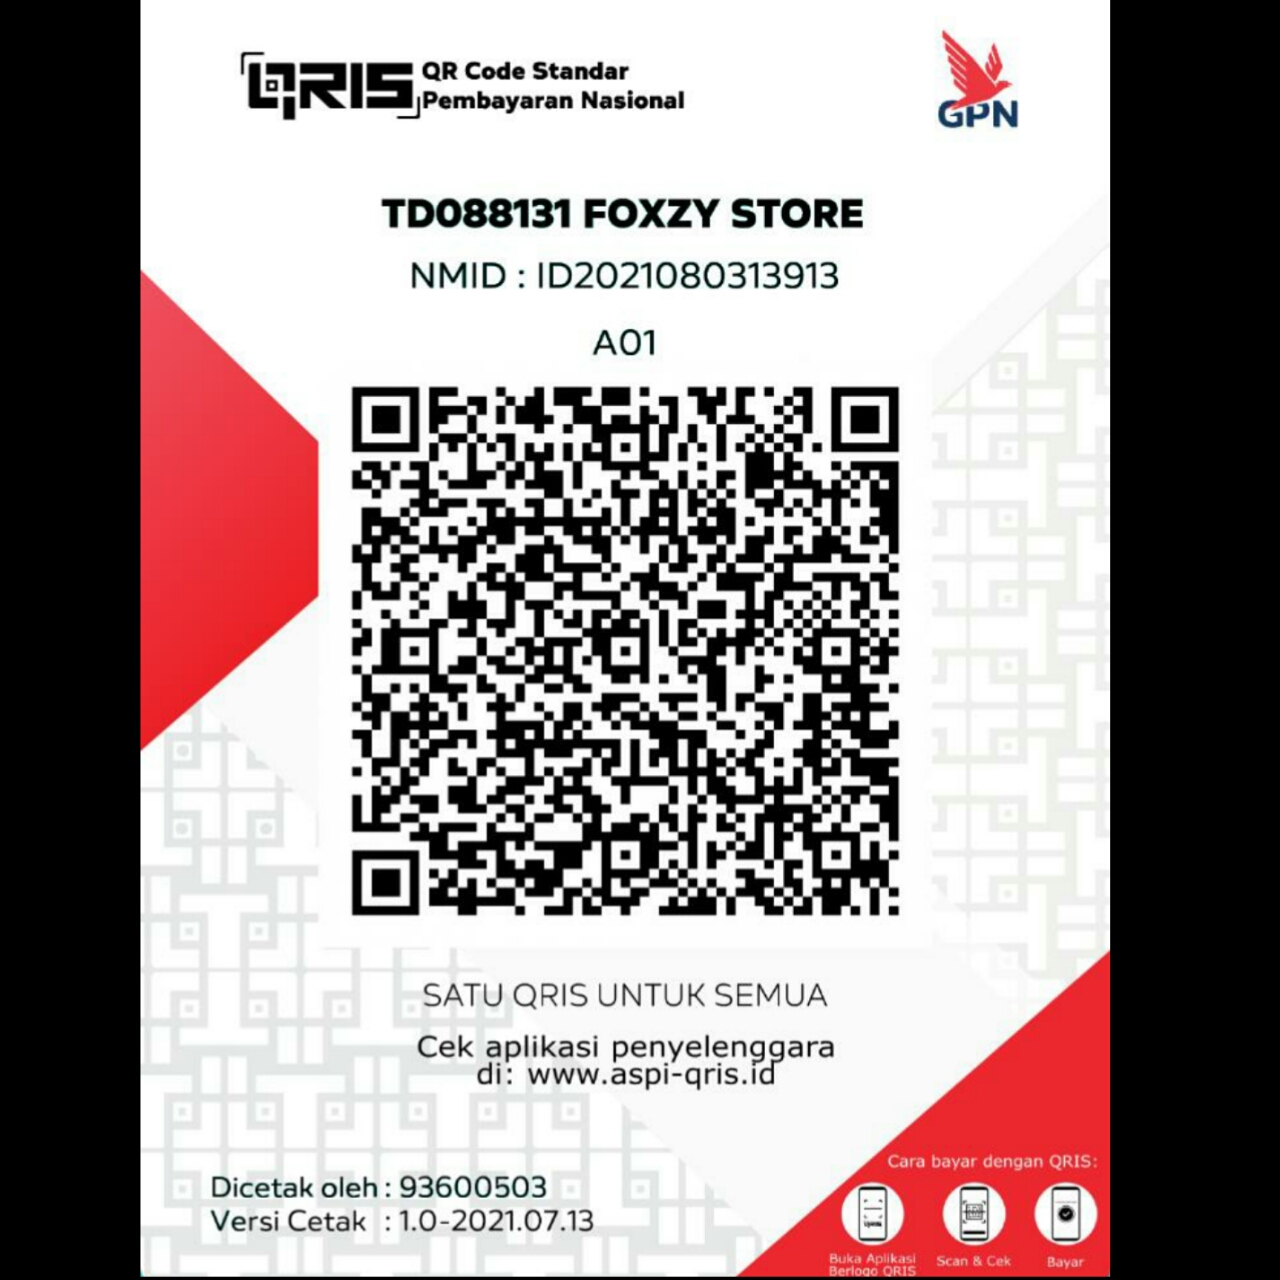 QRIS QR Code Standar
Pembayaran Nasional
GPN
TD088131 FOXZY STORE
NMID : ID2021080313913
A01
SATU QRIS UNTUK SEMUA
Cek aplikasi penyelenggara
di: www.aspi-qris.id
Dicetak oleh : 93600503
Versi Cetak : 1.0-2021.07.13
Cara bayar dengan QRIS:
Buka Aplikasi
Berlogo QRIS
Scan & Cek
Bayar